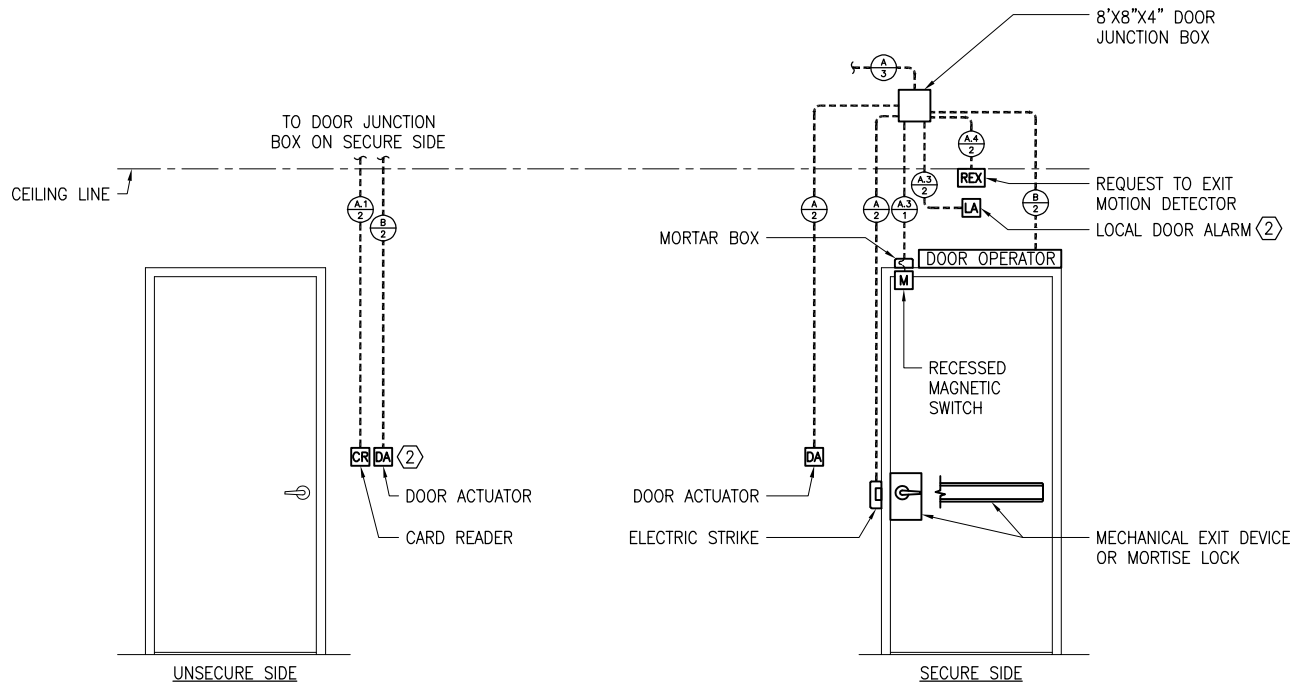 8'X8"X4" DOOR
JUNCTION BOX
A
3
TO DOOR JUNCTION
BOX ON SECURE SIDE
A.4
2
CEILING LINE
REX
REQUEST TO EXIT
MOTION DETECTOR
A.1
2
B
2
A
2
A
2
A.3
1
A.3
2
LA
B
2
LOCAL DOOR ALARM 2
MORTAR BOX
DOOR OPERATOR
M
RECESSED
MAGNETIC
SWITCH
CR DA 2
DA
DOOR ACTUATOR
DOOR ACTUATOR
CARD READER
ELECTRIC STRIKE
MECHANICAL EXIT DEVICE
OR MORTISE LOCK
UNSECURE SIDE
SECURE SIDE